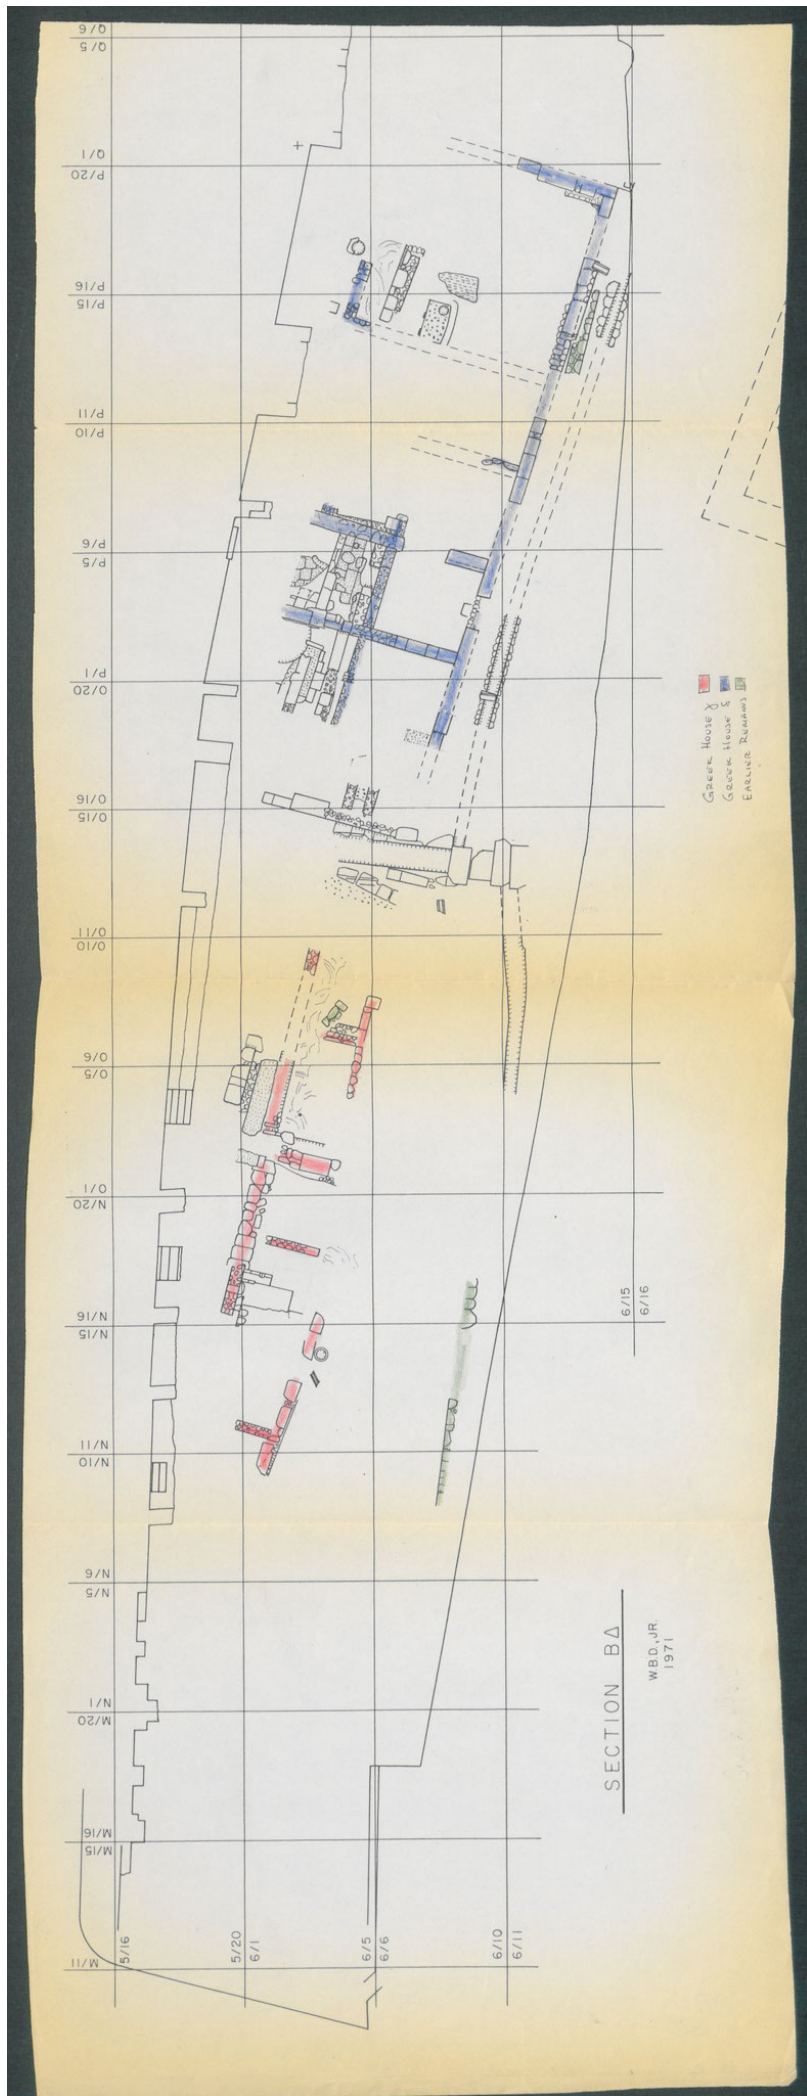 Q/6
Q/5
Q/1
P/20
P/16
P/15
P/11
P/10
P/6
P/5
P/1
O/20
O/16
O/15
O/11
O/10
O/6
O/5
O/1
N/20
N/16
N/15
N/11
N/10
N/6
N/5
N/1
M/20
M/16
M/15
M/11
5/16
5/20
6/1
6/5
6/6
6/10
6/11
6/15
6/16
GREEK HOUSE γ
GREEK HOUSE δ
EARLIER REMAINS
SECTION BΔ
W.B.D., JR.
1971